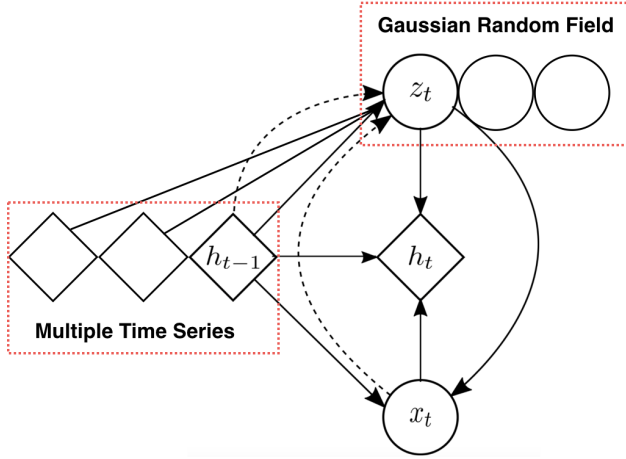 Gaussian Random Field
z_t
h_{t-1}
h_t
Multiple Time Series
x_t